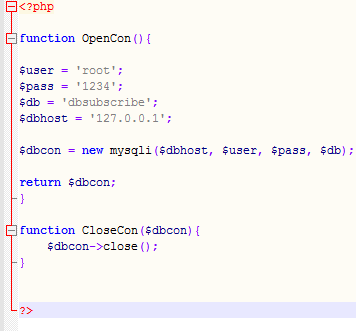 <?php
function OpenCon(){
$user = 'root';
$pass = '1234';
$db = 'dbsubscribe';
$dbhost = '127.0.0.1';
$dbcon = new mysqli($dbhost, $user, $pass, $db);
return $dbcon;
}
function CloseCon($dbcon){
$dbcon->close();
}
?>